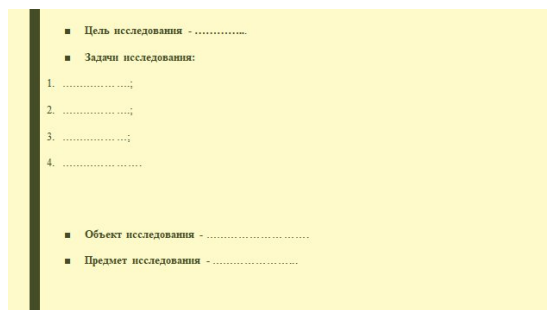 ▪ Цель исследования - …………..
▪ Задачи исследования:
1. ………………..;
2. ………………..;
3. ……………….;
4. …………………..
▪ Объект исследования - ………………………….
▪ Предмет исследования - ……………………..